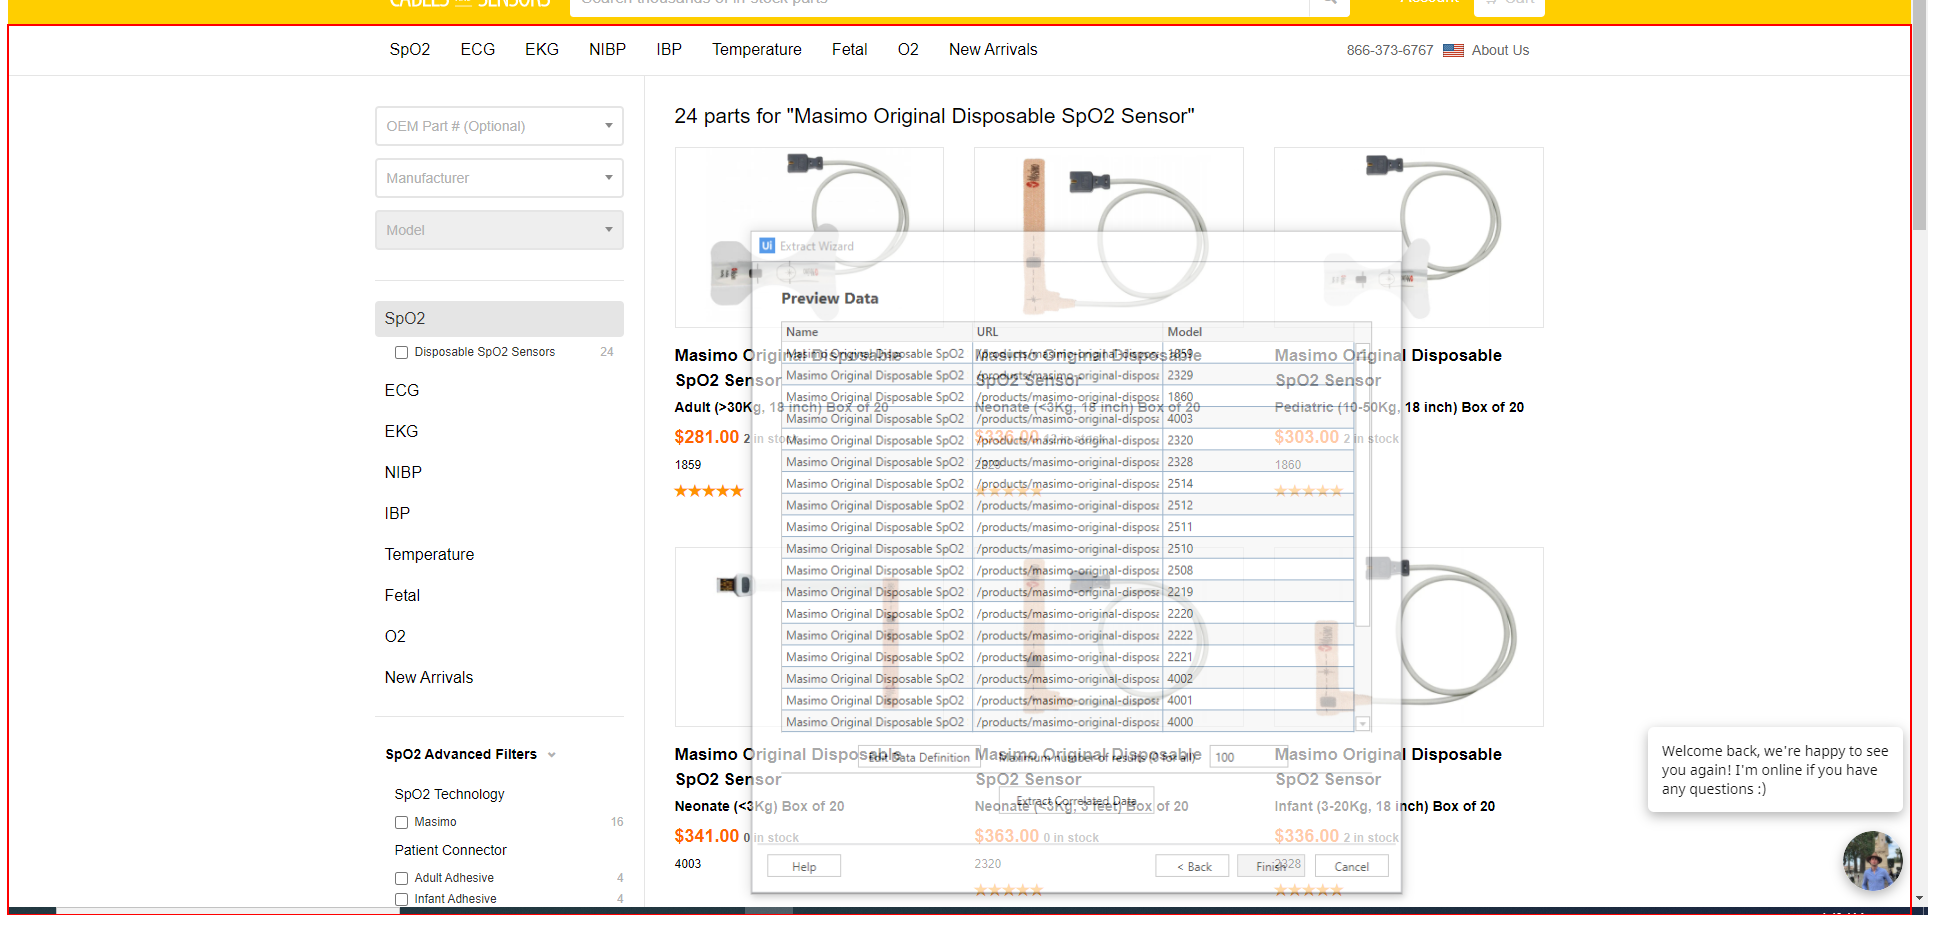 CABLES AND SENSORS
Search thousands of in-stock parts
Account
Cart
SpO2 ECG EKG NIBP IBP Temperature Fetal O2 New Arrivals
866-373-6767 About Us
OEM Part # (Optional)
Manufacturer
Model
SpO2
Disposable SpO2 Sensors 24
ECG
EKG
NIBP
IBP
Temperature
Fetal
O2
New Arrivals
SpO2 Advanced Filters
SpO2 Technology
Masimo 16
Patient Connector
Adult Adhesive 4
Infant Adhesive 4
24 parts for "Masimo Original Disposable SpO2 Sensor"
Masimo Original Disposable
SpO2 Sensor
Adult (>30Kg, 18 inch) Box of 20
$281.00 2 in stock
1859
Masimo Original Disposable
SpO2 Sensor
Neonate (<3Kg, 18 inch) Box of 20
$336.00 in stock
2329
Masimo Original Disposable
SpO2 Sensor
Pediatric (10-50Kg, 18 inch) Box of 20
$303.00 2 in stock
1860
Masimo Original Disposable
SpO2 Sensor
Neonate (<3Kg) Box of 20
$341.00 0 in stock
4003
Masimo Original Disposable
SpO2 Sensor
Neonate (<3Kg, 3 feet) Box of 20
$363.00 0 in stock
2320
Masimo Original Disposable
SpO2 Sensor
Infant (3-20Kg, 18 inch) Box of 20
$336.00 2 in stock
2328
Ui Extract Wizard
Preview Data
Name URL Model
Masimo Original Disposable SpO2 /products/masimo-original-disposa 1859
Masimo Original Disposable SpO2 /products/masimo-original-disposa 2329
Masimo Original Disposable SpO2 /products/masimo-original-disposa 1860
Masimo Original Disposable SpO2 /products/masimo-original-disposa 4003
Masimo Original Disposable SpO2 /products/masimo-original-disposa 2320
Masimo Original Disposable SpO2 /products/masimo-original-disposa 2328
Masimo Original Disposable SpO2 /products/masimo-original-disposa 2514
Masimo Original Disposable SpO2 /products/masimo-original-disposa 2512
Masimo Original Disposable SpO2 /products/masimo-original-disposa 2511
Masimo Original Disposable SpO2 /products/masimo-original-disposa 2510
Masimo Original Disposable SpO2 /products/masimo-original-disposa 2508
Masimo Original Disposable SpO2 /products/masimo-original-disposa 2219
Masimo Original Disposable SpO2 /products/masimo-original-disposa 2220
Masimo Original Disposable SpO2 /products/masimo-original-disposa 2222
Masimo Original Disposable SpO2 /products/masimo-original-disposa 2221
Masimo Original Disposable SpO2 /products/masimo-original-disposa 4002
Masimo Original Disposable SpO2 /products/masimo-original-disposa 4001
Masimo Original Disposable SpO2 /products/masimo-original-disposa 4000
Edit Data Definition Maximum number of results (0 for all) 100
Extract Correlated Data
Help < Back Finish Cancel
Welcome back, we're happy to see
you again! I'm online if you have
any questions :)